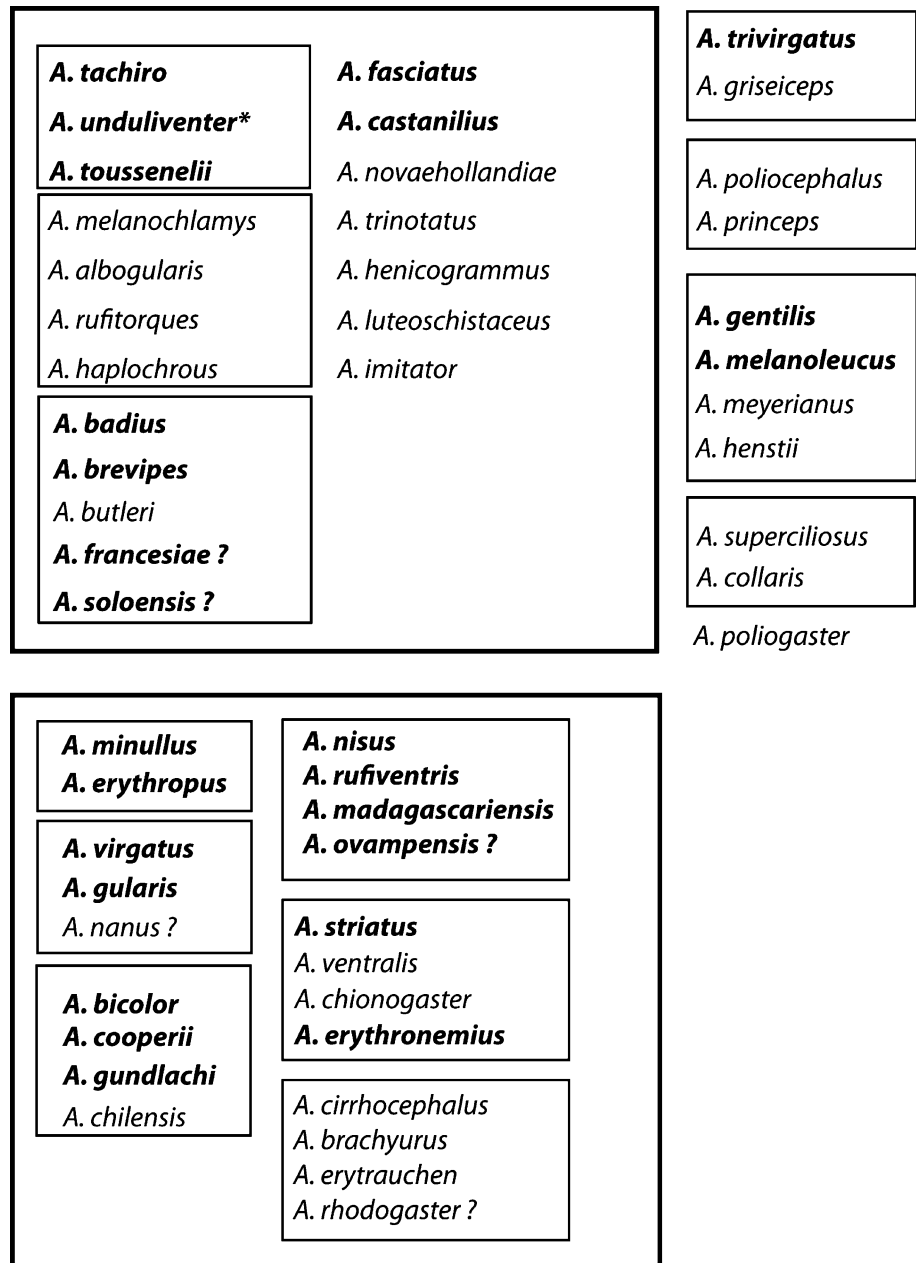 A. tachiro
A. unduliventer*
A. toussenelii
A. melanochlamys
A. albogularis
A. rufitorques
A. haplochrous
A. badius
A. brevipes
A. butleri
A. francesiae ?
A. soloensis ?
A. fasciatus
A. castanilius
A. novaehollandiae
A. trinotatus
A. henicogrammus
A. luteoschistaceus
A. imitator
A. trivirgatus
A. griseiceps
A. poliocephalus
A. princeps
A. gentilis
A. melanoleucus
A. meyerianus
A. henstii
A. superciliosus
A. collaris
A. poliogaster
A. minullus
A. erythropus
A. virgatus
A. gularis
A. nanus ?
A. bicolor
A. cooperii
A. gundlachi
A. chilensis
A. nisus
A. rufiventris
A. madagascariensis
A. ovampensis ?
A. striatus
A. ventralis
A. chionogaster
A. erythronemius
A. cirrhocephalus
A. brachyurus
A. erytrauchen
A. rhodogaster ?